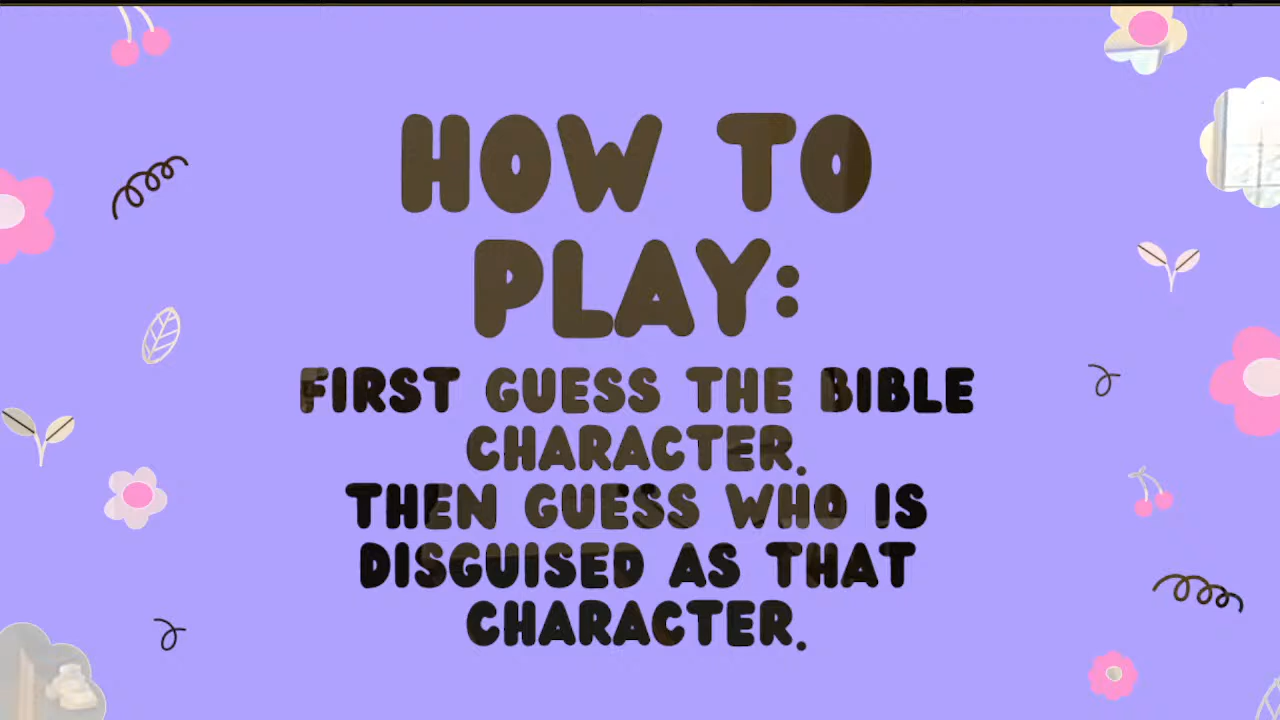 HOW TO
PLAY:
FIRST GUESS THE BIBLE
CHARACTER.
THEN GUESS WHO IS
DISGUISED AS THAT
CHARACTER.